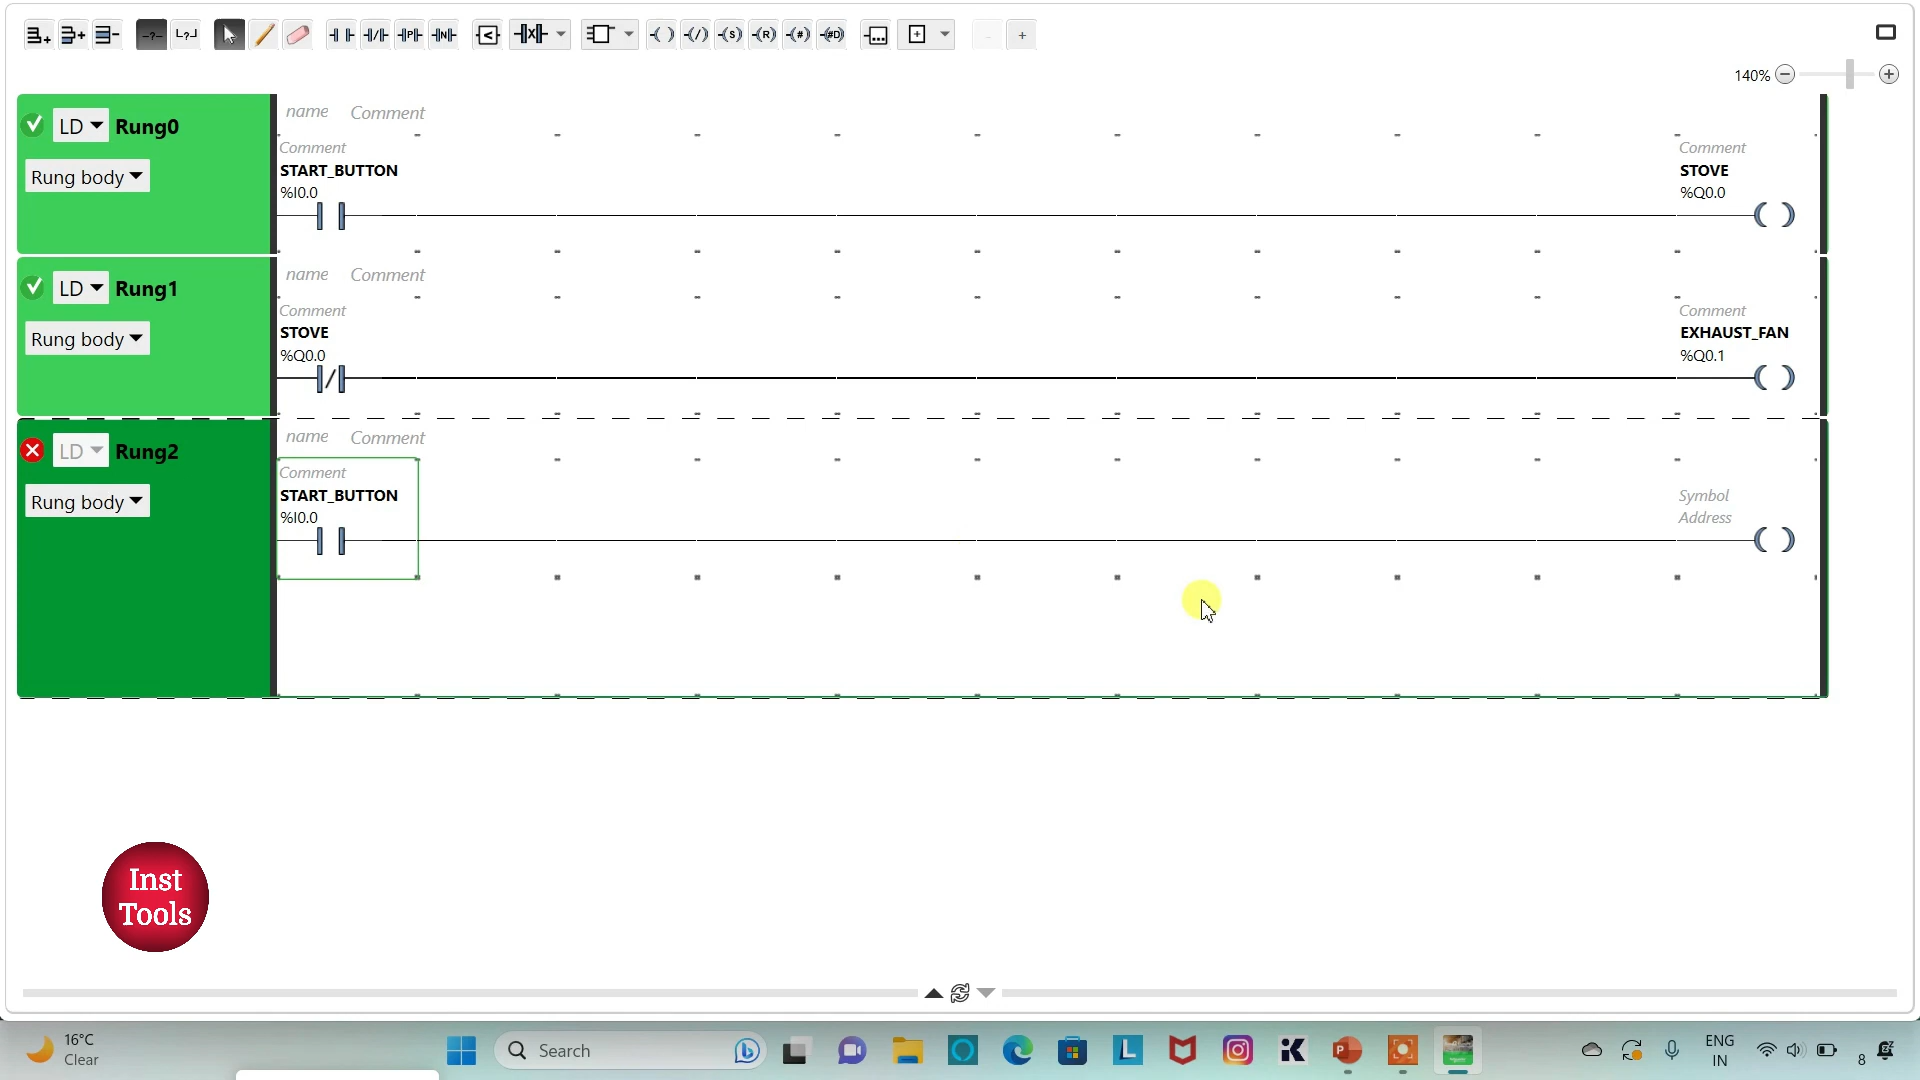 140%
LD Rung0
Rung body
name Comment
Comment
START_BUTTON
%I0.0
Comment
STOVE
%Q0.0
LD Rung1
Rung body
name Comment
Comment
STOVE
%Q0.0
Comment
EXHAUST_FAN
%Q0.1
LD Rung2
Rung body
name Comment
Comment
START_BUTTON
%I0.0
Symbol
Address
Inst
Tools
16°C
Clear
Search
ENG
IN
8